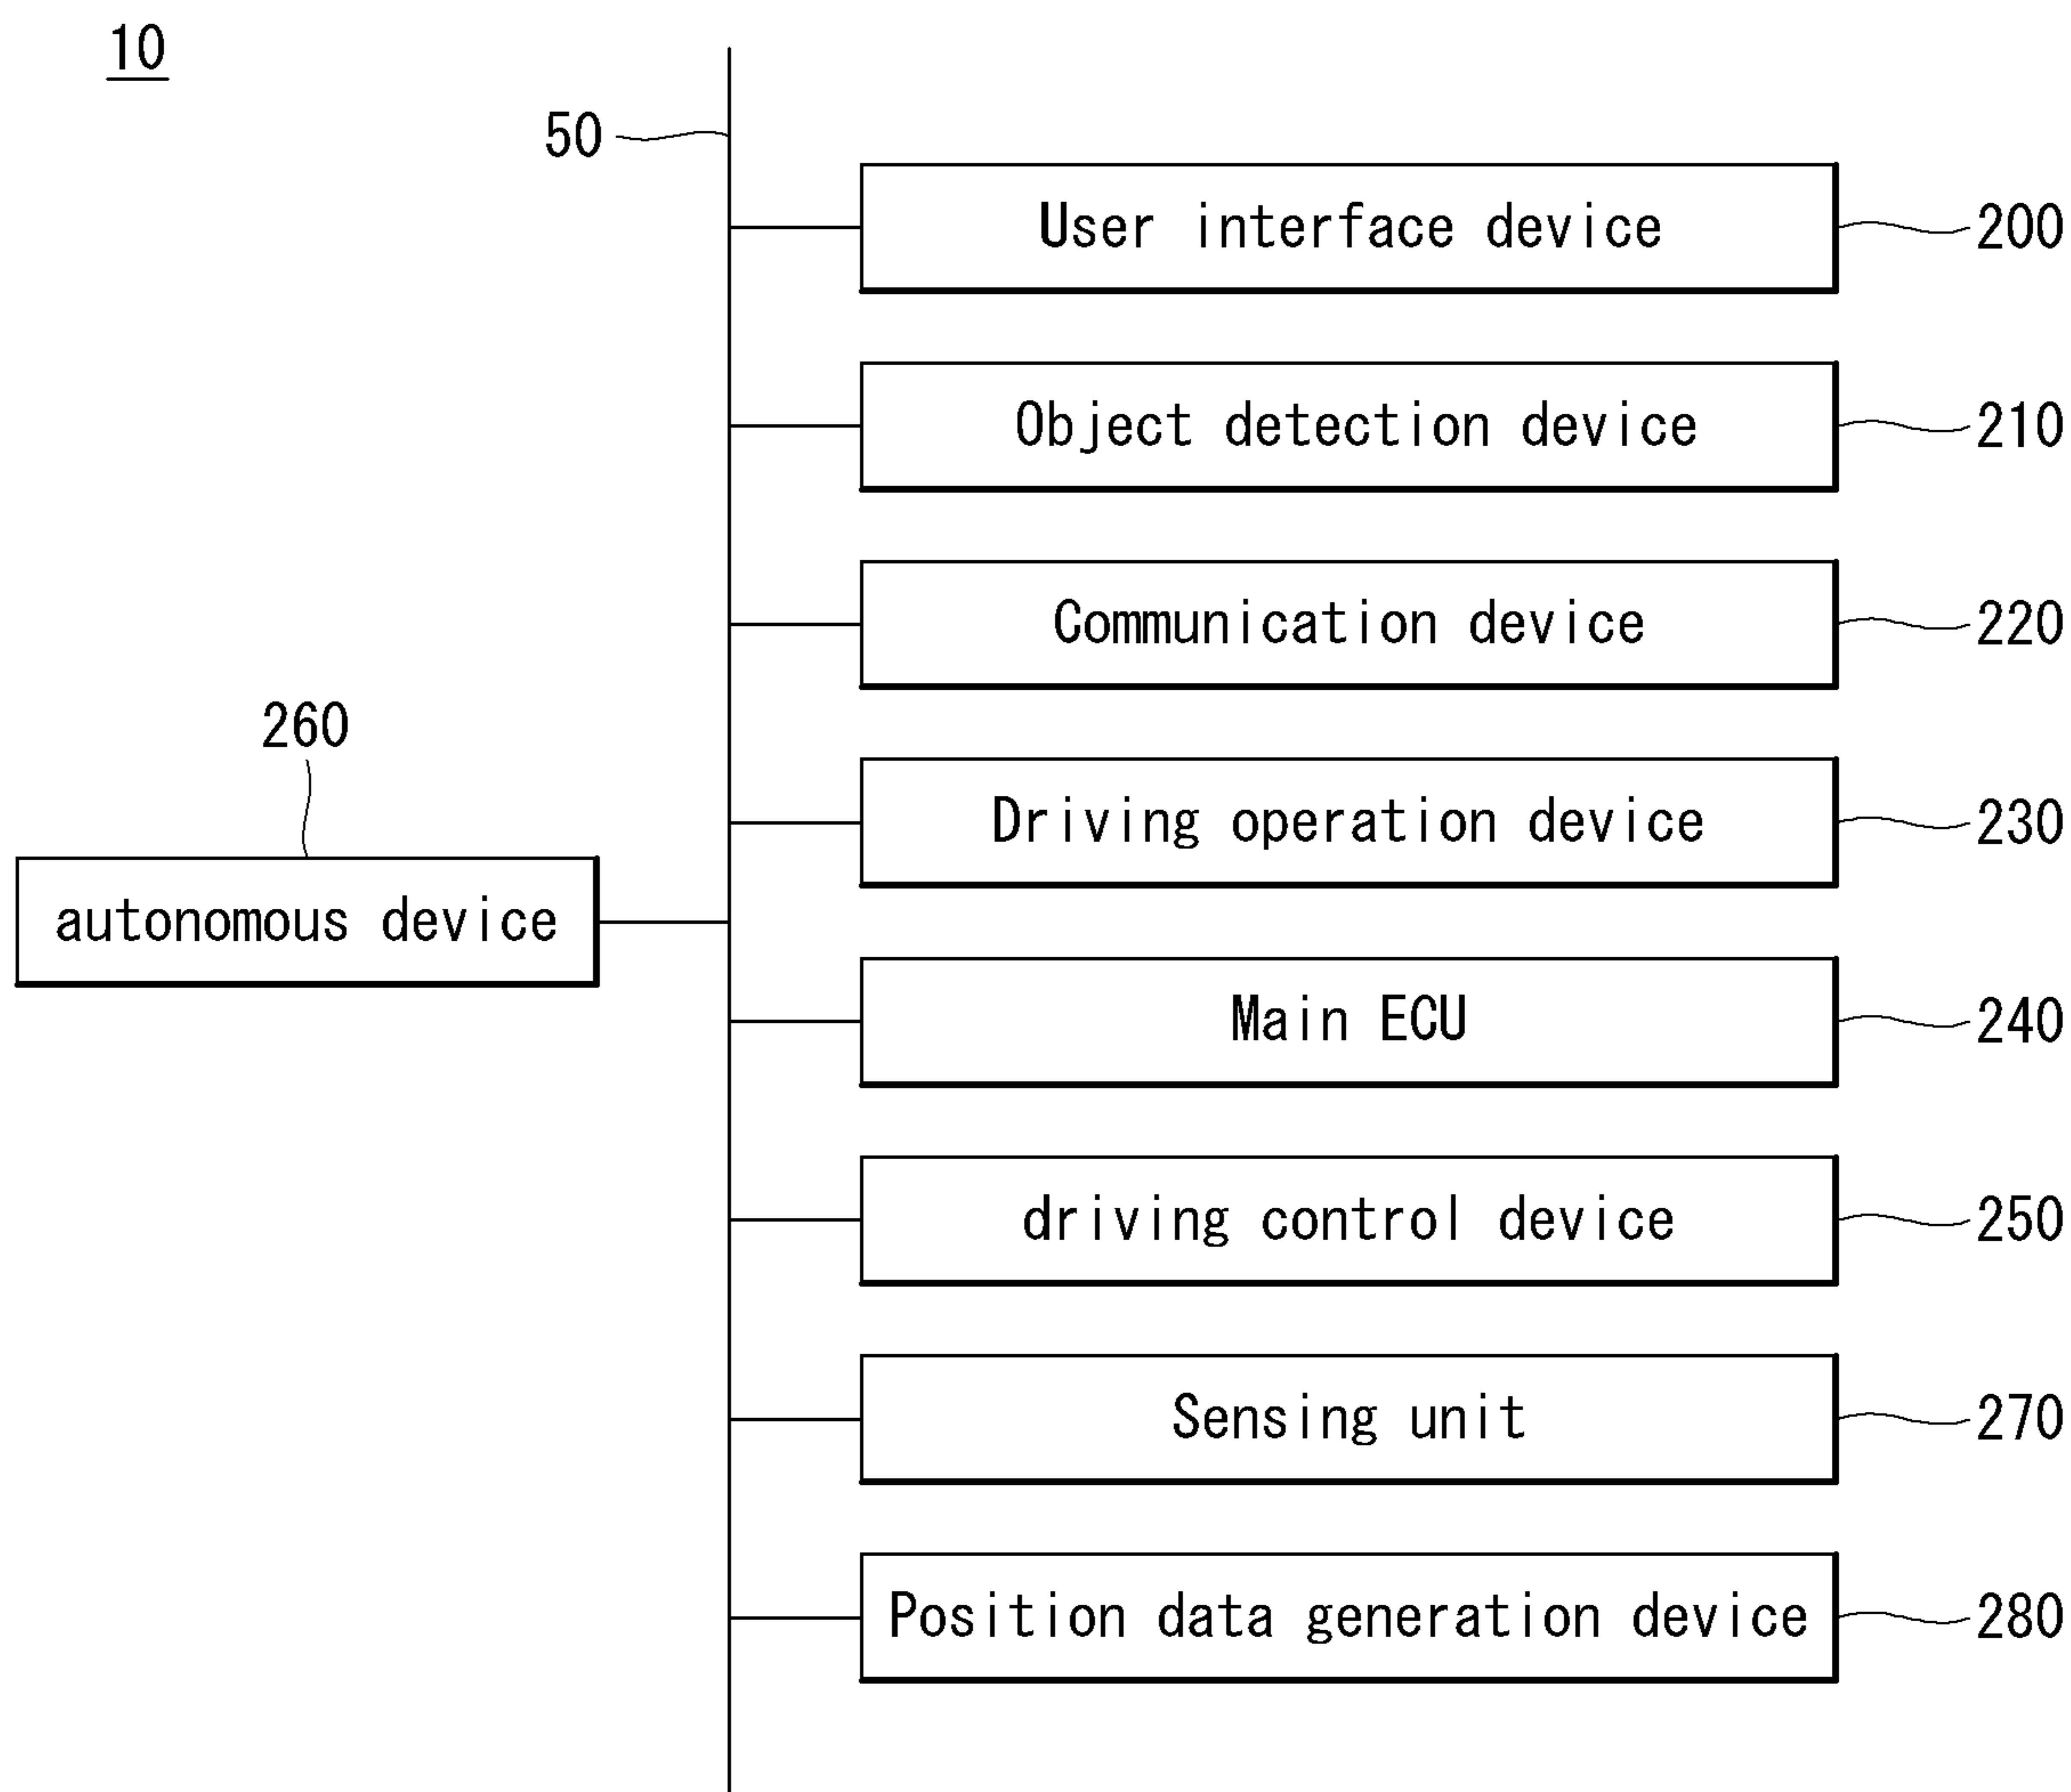 10
50
User interface device
200
Object detection device
210
Communication device
220
260
Driving operation device
230
autonomous device
Main ECU
240
driving control device
250
Sensing unit
270
Position data generation device
280